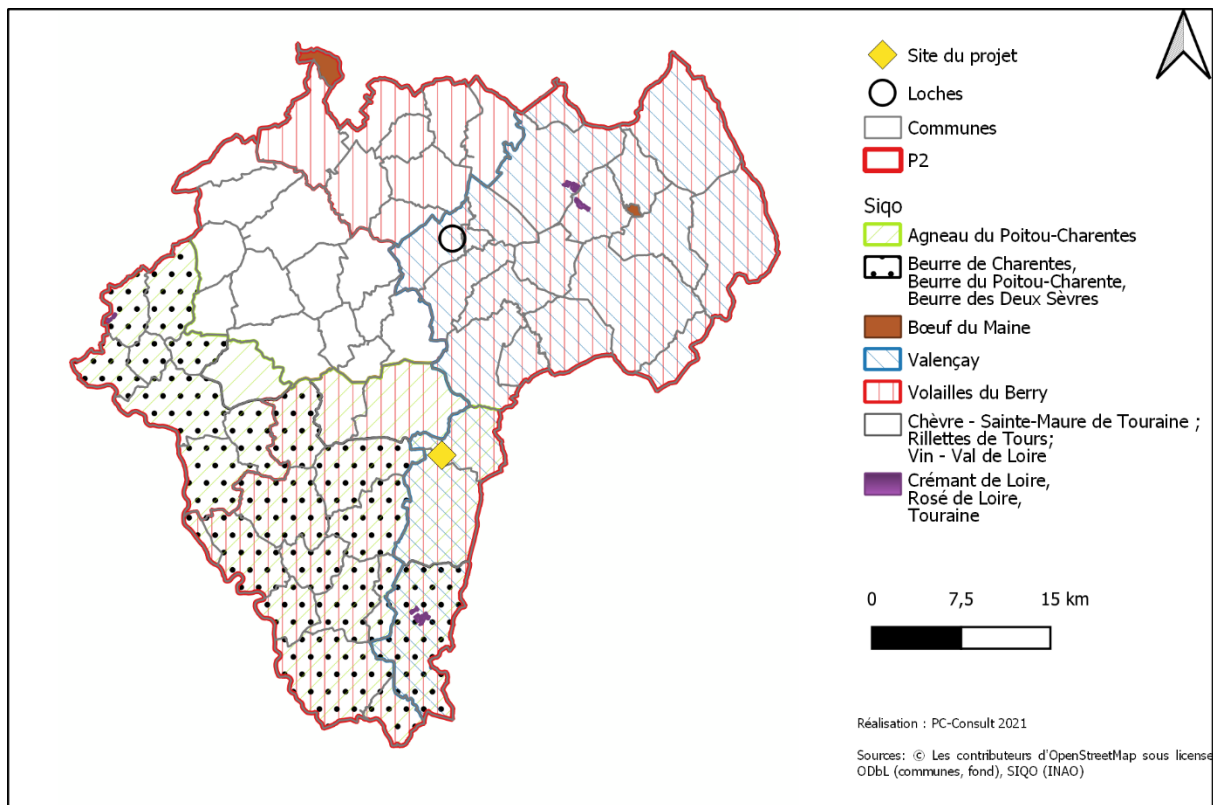 Site du projet
Loches
Communes
P2
Siqo
Agneau du Poitou-Charentes
Beurre de Charentes,
Beurre du Poitou-Charente,
Beurre des Deux Sèvres
Bœuf du Maine
Valençay
Volailles du Berry
Chèvre - Sainte-Maure de Touraine ;
Rillettes de Tours;
Vin - Val de Loire
Crémant de Loire,
Rosé de Loire,
Touraine
0 7,5 15 km
Réalisation : PC-Consult 2021
Sources: © Les contributeurs d'OpenStreetMap sous license
ODbL (communes, fond), SIQO (INAO)